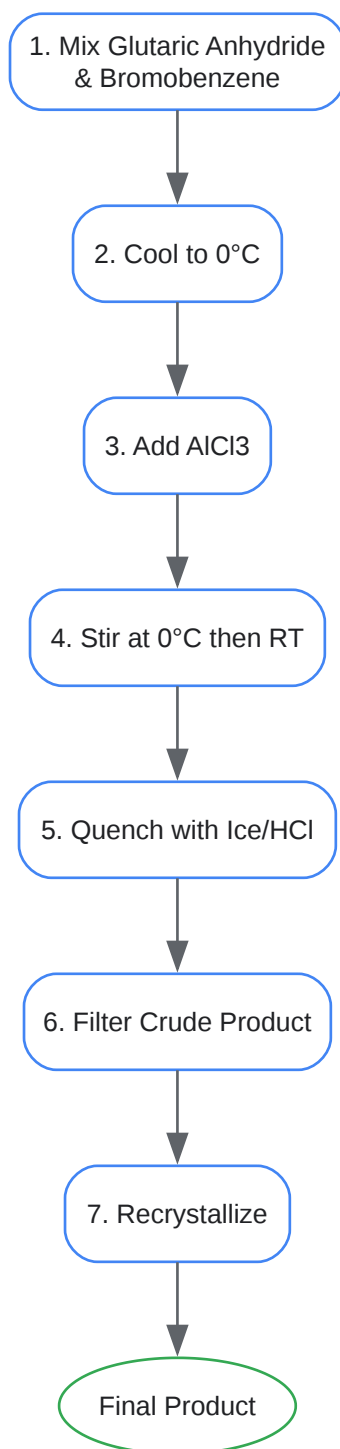 1. Mix Glutaric Anhydride
& Bromobenzene
2. Cool to 0°C
3. Add AlCl3
4. Stir at 0°C then RT
5. Quench with Ice/HCl
6. Filter Crude Product
7. Recrystallize
Final Product